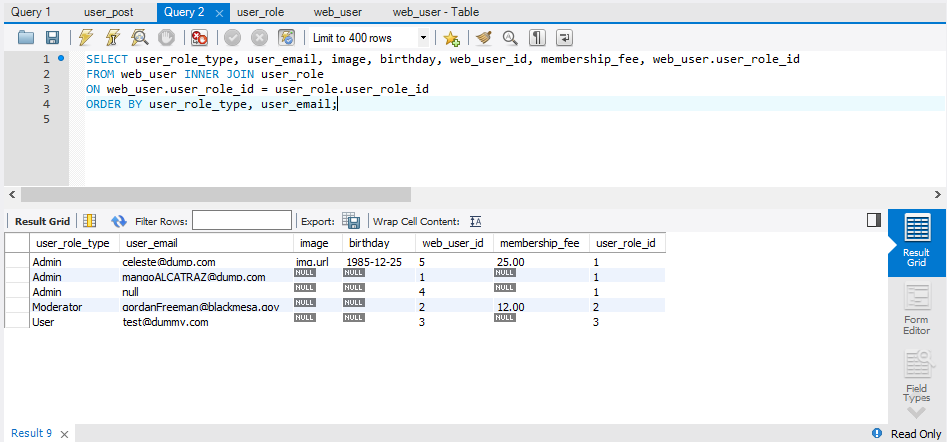 Query 1 user_post Query 2 × user_role web_user web_user - Table
Limit to 400 rows
1 SELECT user_role_type, user_email, image, birthday, web_user_id, membership_fee, web_user.user_role_id
2 FROM web_user INNER JOIN user_role
3 ON web_user.user_role_id = user_role.user_role_id
4 ORDER BY user_role_type, user_email;
5
Result Grid Filter Rows: Export: Wrap Cell Content: IA
user_role_type user_email image birthday web_user_id membership_fee user_role_id
Admin celeste@dump.com img.url 1985-12-25 5 25.00 1
Admin mangoALCATRAZ@dump.com NULL NULL 1 NULL 1
Admin null NULL NULL 4 NULL 1
Moderator gordanFreeman@blackmesa.gov NULL NULL 2 12.00 2
User test@dummy.com NULL NULL 3 NULL 3
Result
Grid
Form
Editor
Field
Types
Result 9 × Read Only